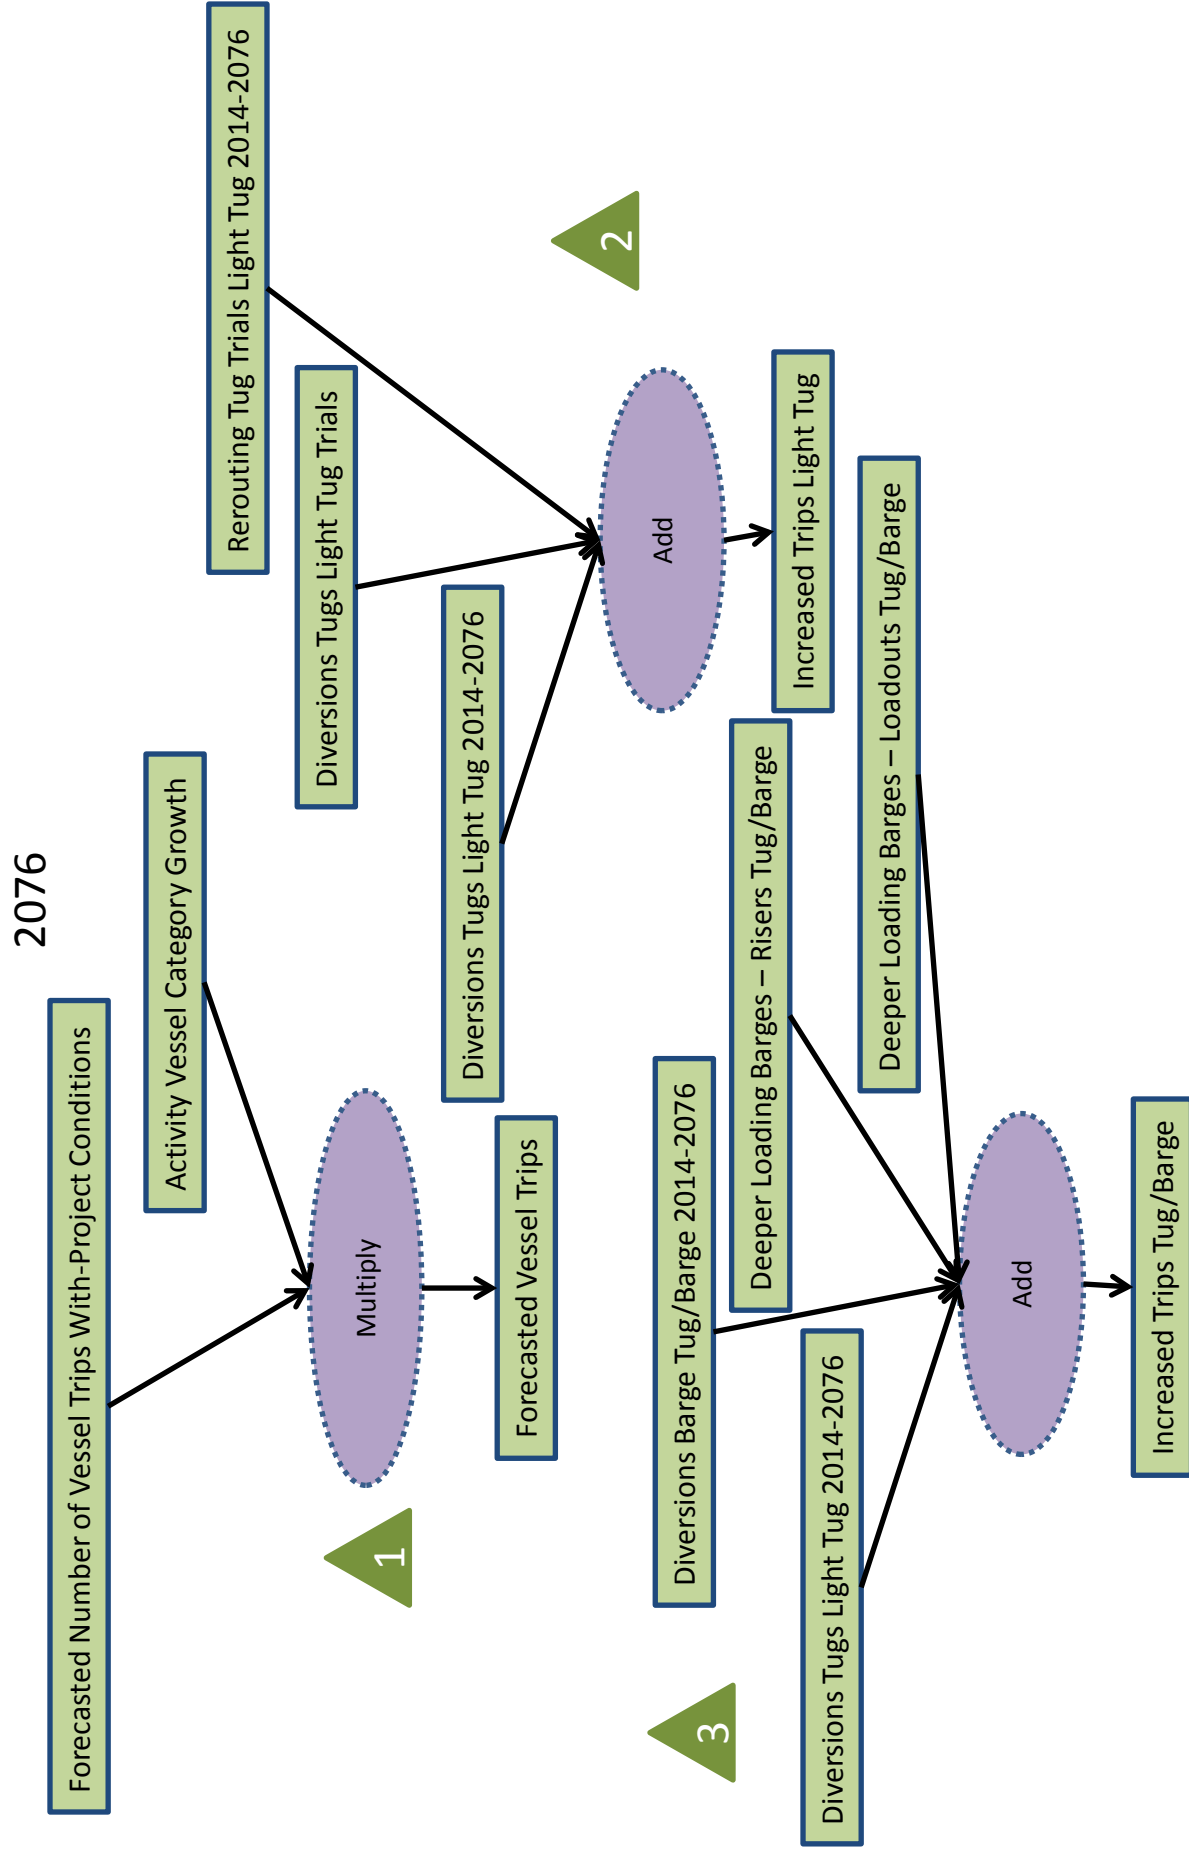 2076
Forecasted Number of Vessel Trips With-Project Conditions
Activity Vessel Category Growth
Multiply
Forecasted Vessel Trips
1
Rerouting Tug Trials Light Tug 2014-2076
Diversions Tugs Light Tug Trials
Diversions Tugs Light Tug 2014-2076
Add
Increased Trips Light Tug
2
Diversions Barge Tug/Barge 2014-2076
Deeper Loading Barges – Risers Tug/Barge
Diversions Tugs Light Tug 2014-2076
Deeper Loading Barges – Loadouts Tug/Barge
Add
Increased Trips Tug/Barge
3